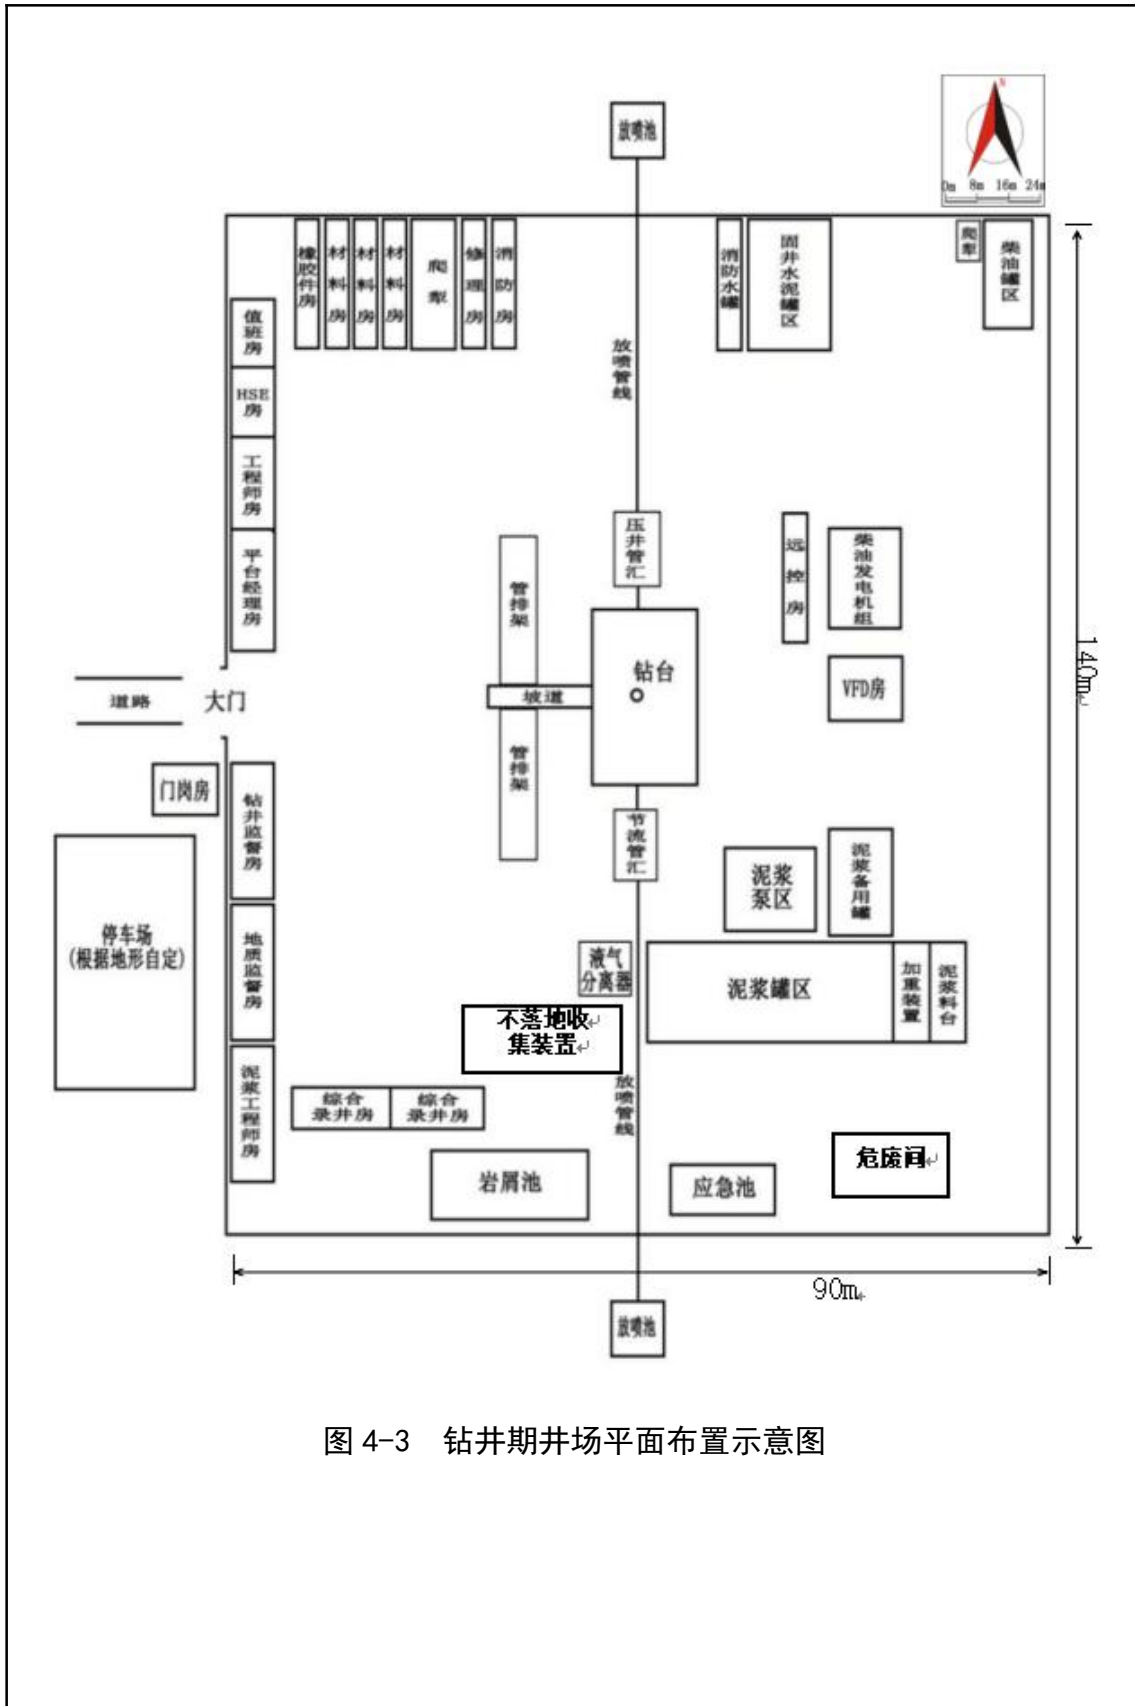 N
0m 8m 16m 24m
放喷池
橡胶件房
材料房
材料房
材料房
爬犁
修理房
消防房
消防水罐
固井水泥罐区
爬犁
柴油罐区
值班房
HSE房
工程师房
平台经理房
放喷管线
压井管汇
远控房
柴油发电机组
管排架
钻台
坡道
VFD房
140m
道路
大门
管排架
门岗房
钻井监督房
节流管汇
泥浆
泵区
泥浆备用罐
停车场
(根据地形自定)
地质监督房
液气
分离器
泥浆罐区
加重装置
泥浆料台
不落地收
集装置
泥浆工程师房
综合
录井房
综合
录井房
放喷管线
岩屑池
应急池
危废间
90m
放喷池
图 4-3 钻井期井场平面布置示意图